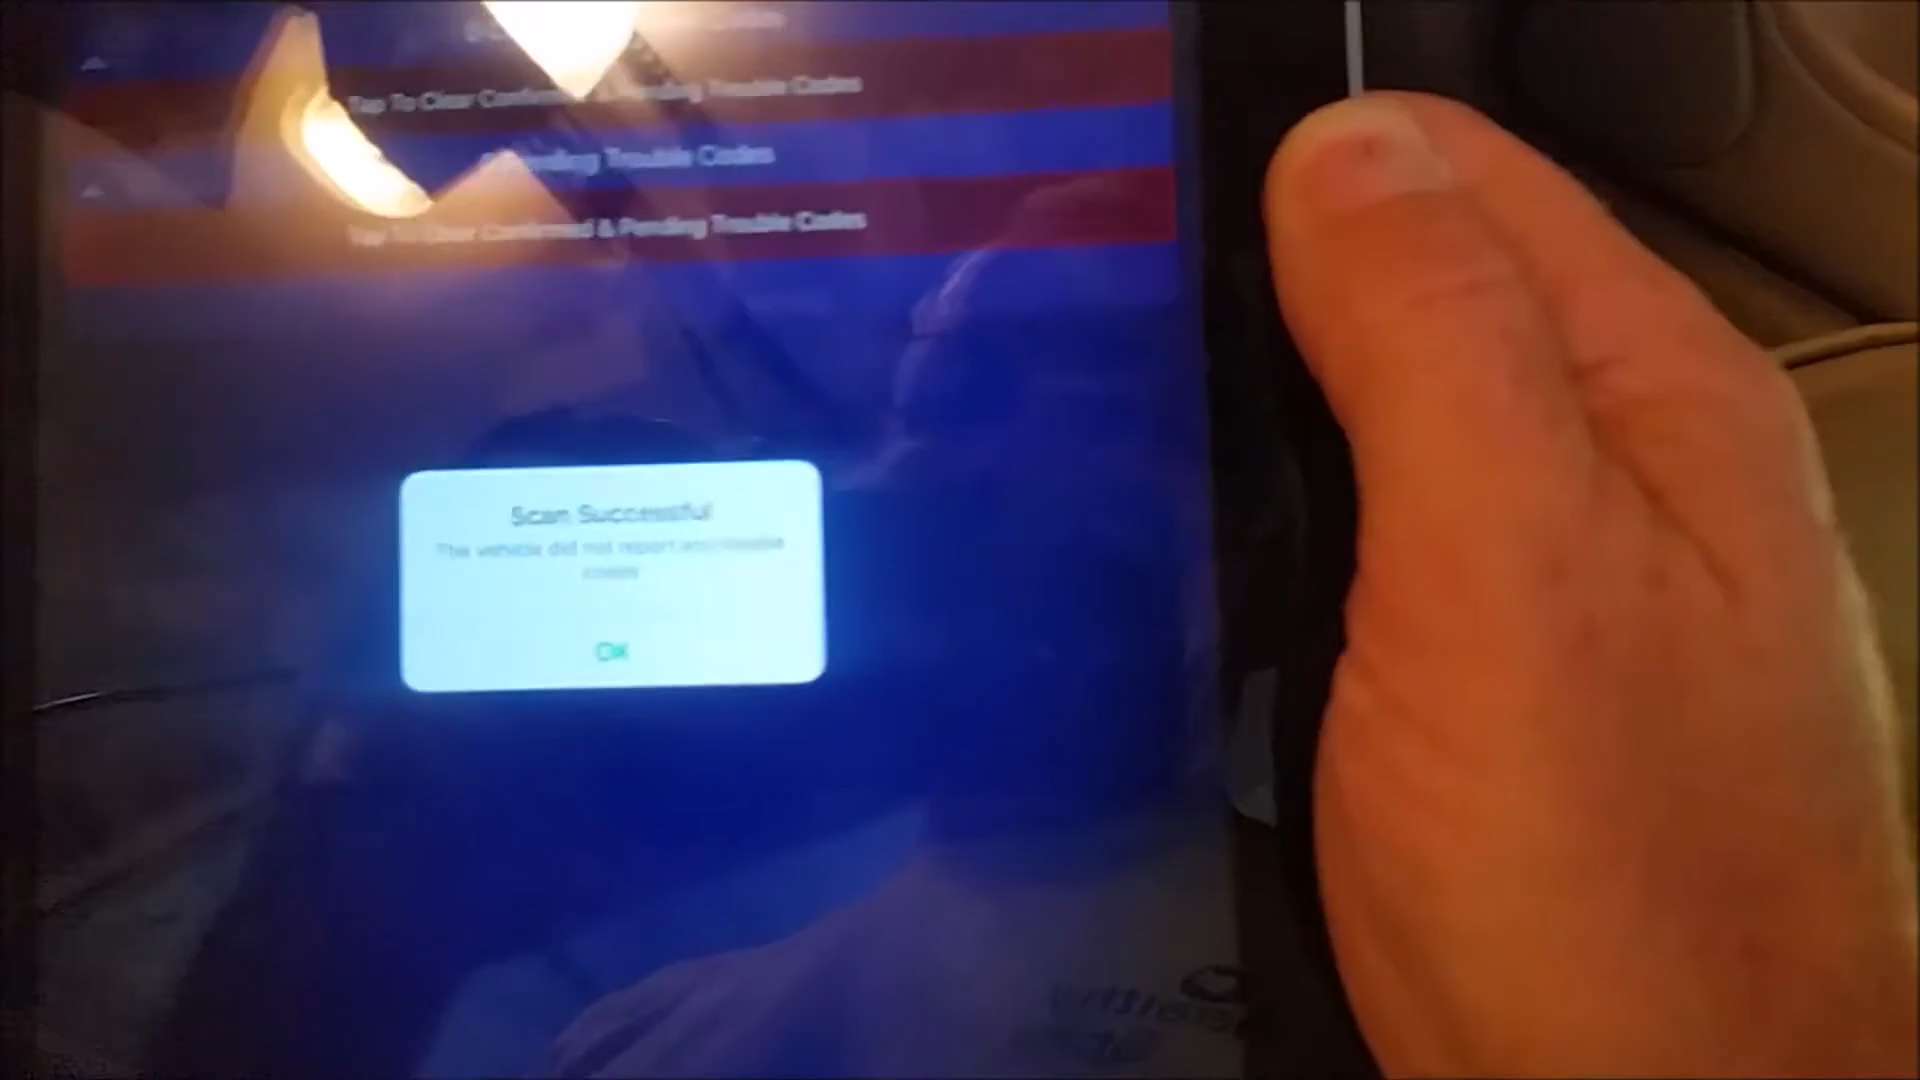 Codes
Tap To Clear Confirmed & Pending Trouble Codes
Pending Trouble Codes
Tap To Clear Confirmed & Pending Trouble Codes
Scan Successful
The vehicle did not report any trouble
codes
OK